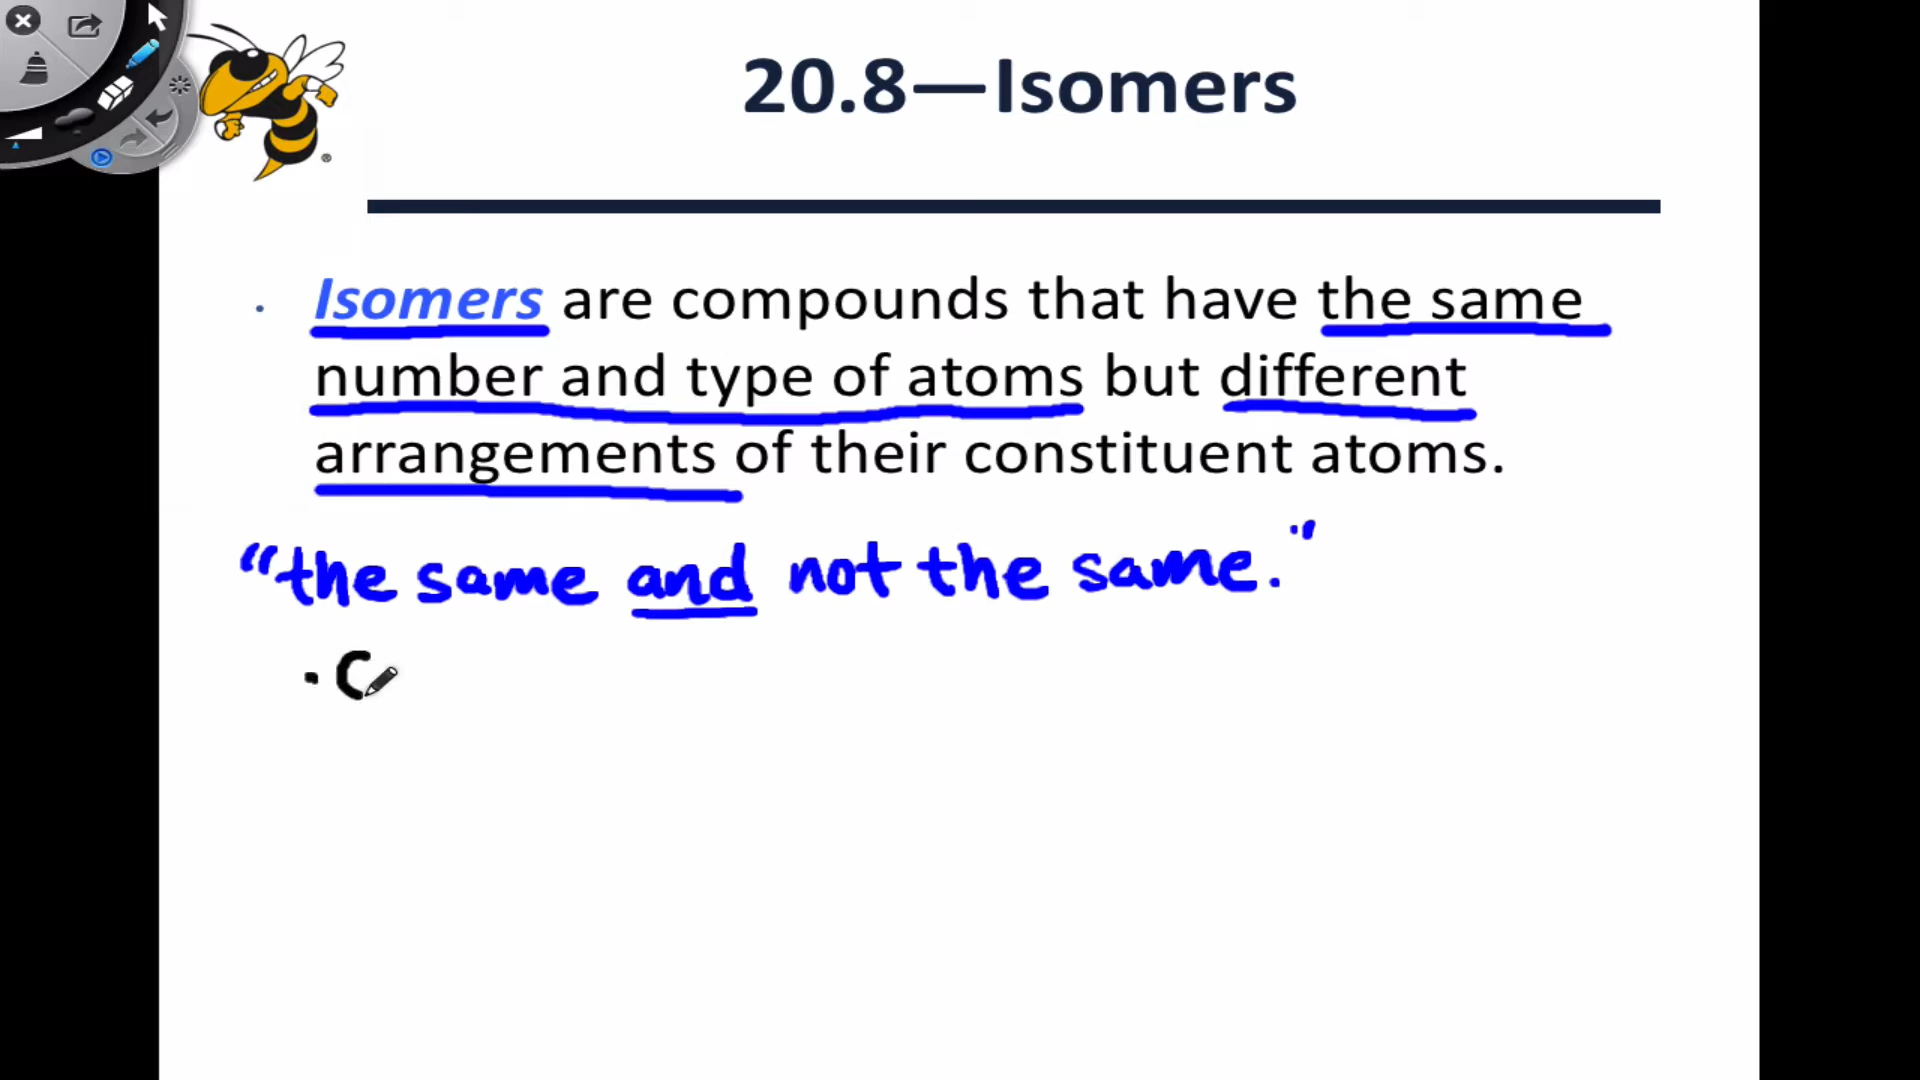 20.8—Isomers
· Isomers are compounds that have the same
number and type of atoms but different
arrangements of their constituent atoms.
"the same and not the same."
· C
®